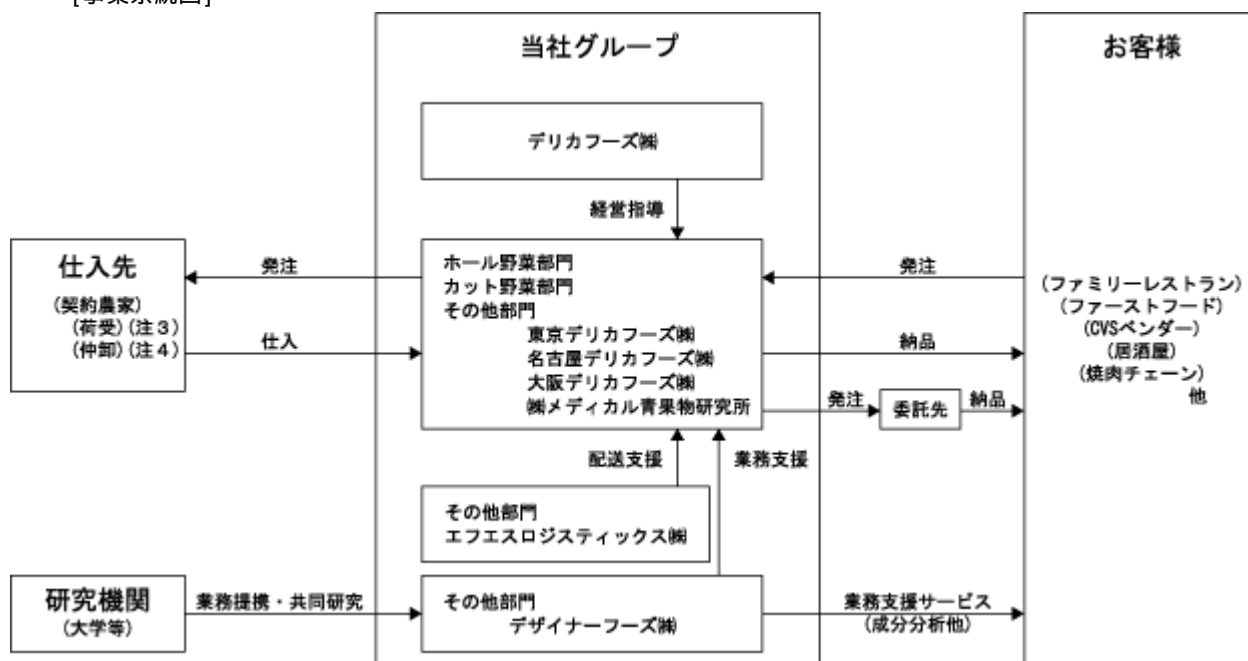 [事業系統図]
当社グループ
お客様
デリカフーズ㈱
経営指導
仕入先
(契約農家)
(荷受)(注3)
(仲卸)(注4)
発注
仕入
ホール野菜部門
カット野菜部門
その他部門
東京デリカフーズ㈱
名古屋デリカフーズ㈱
大阪デリカフーズ㈱
㈱メディカル青果物研究所
発注
納品
発注
委託先
納品
(ファミリーレストラン)
(ファーストフード)
(CVSベンダー)
(居酒屋)
(焼肉チェーン)
他
配送支援
業務支援
その他部門
エフエスロジスティックス㈱
研究機関
(大学等)
業務提携・共同研究
その他部門
デザイナーフーズ㈱
業務支援サービス
(成分分析他)